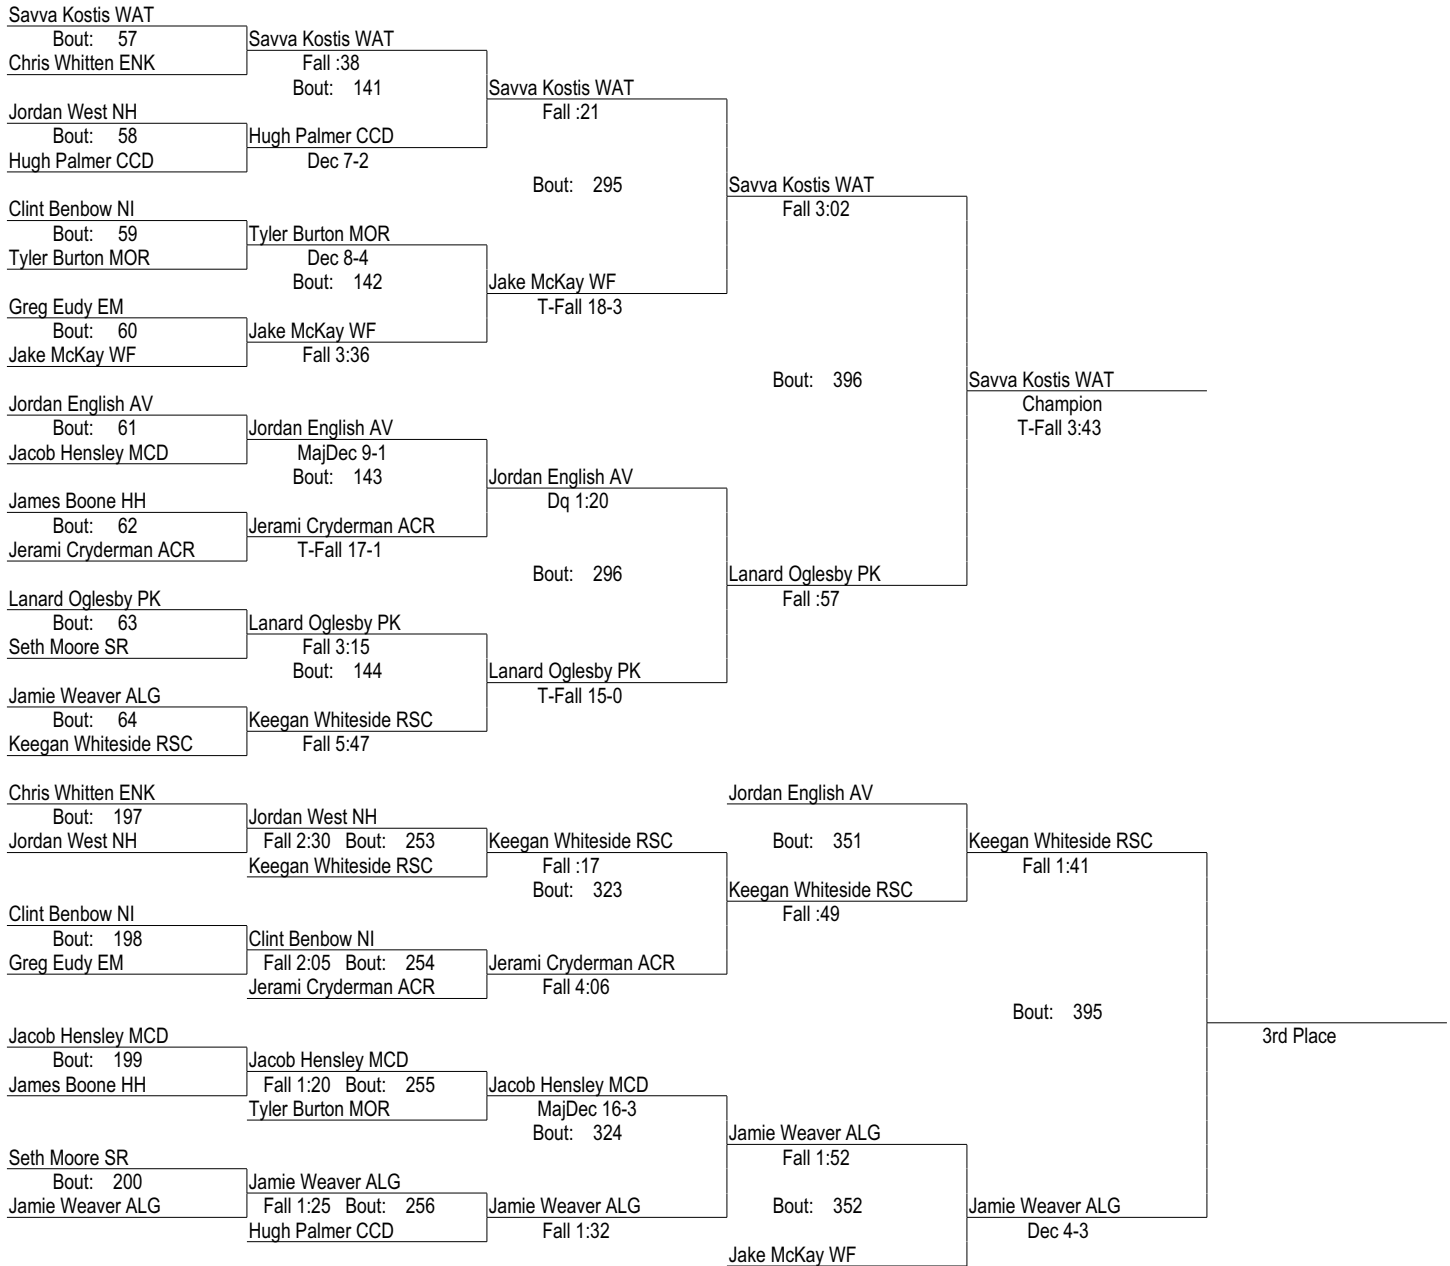 Savva Kostis WAT
Bout: 57 Savva Kostis WAT
Chris Whitten ENK Fall :38
Bout: 141 Savva Kostis WAT
Jordan West NH Fall :21
Bout: 58 Hugh Palmer CCD
Hugh Palmer CCD Dec 7-2
Bout: 295 Savva Kostis WAT
Clint Benbow NI Fall 3:02
Bout: 59 Tyler Burton MOR
Tyler Burton MOR Dec 8-4
Bout: 142 Jake McKay WF
Greg Eudy EM T-Fall 18-3
Bout: 60 Jake McKay WF
Jake McKay WF Fall 3:36
Bout: 396 Savva Kostis WAT
Jordan English AV Champion
Bout: 61 Jordan English AV T-Fall 3:43
Jacob Hensley MCD MajDec 9-1
Bout: 143 Jordan English AV
James Boone HH Dq 1:20
Bout: 62 Jerami Cryderman ACR
Jerami Cryderman ACR T-Fall 17-1
Bout: 296 Lanard Oglesby PK
Lanard Oglesby PK Fall :57
Bout: 63 Lanard Oglesby PK
Seth Moore SR Fall 3:15
Bout: 144 Lanard Oglesby PK
Jamie Weaver ALG T-Fall 15-0
Bout: 64 Keegan Whiteside RSC
Keegan Whiteside RSC Fall 5:47
Chris Whitten ENK Jordan English AV
Bout: 197 Jordan West NH
Jordan West NH Fall 2:30 Bout: 253 Keegan Whiteside RSC Bout: 351 Keegan Whiteside RSC
Keegan Whiteside RSC Fall :17 Fall 1:41
Bout: 323 Keegan Whiteside RSC
Clint Benbow NI Fall :49
Bout: 198 Clint Benbow NI
Greg Eudy EM Fall 2:05 Bout: 254 Jerami Cryderman ACR
Jerami Cryderman ACR Fall 4:06
Bout: 395
Jacob Hensley MCD 3rd Place
Bout: 199 Jacob Hensley MCD
James Boone HH Fall 1:20 Bout: 255 Jacob Hensley MCD
Tyler Burton MOR MajDec 16-3
Bout: 324 Jamie Weaver ALG
Seth Moore SR Fall 1:52
Bout: 200 Jamie Weaver ALG
Jamie Weaver ALG Fall 1:25 Bout: 256 Jamie Weaver ALG Bout: 352 Jamie Weaver ALG
Hugh Palmer CCD Fall 1:32 Dec 4-3
Jake McKay WF